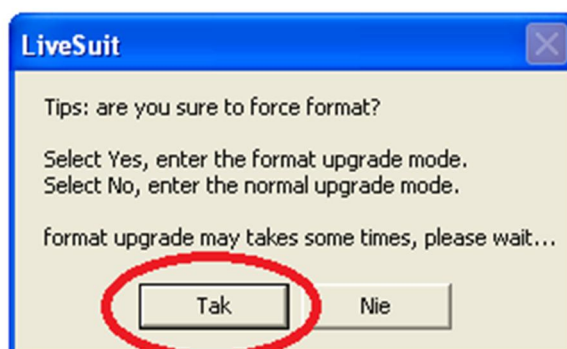 LiveSuit
Tips: are you sure to force format?
Select Yes, enter the format upgrade mode.
Select No, enter the normal upgrade mode.
format upgrade may takes some times, please wait...
Tak
Nie